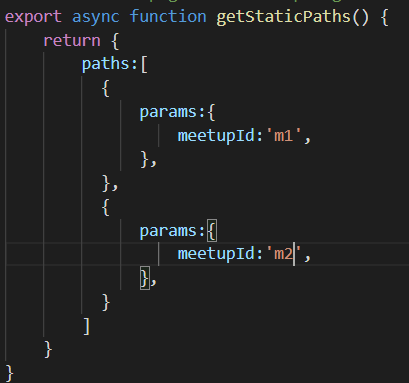 export async function getStaticPaths() {
    return {
        paths:[
          {
              params:{
                  meetupId:'m1',
              },
          },
          {
              params:{
                  meetupId:'m2',
              },
          }
        ]
    }
}